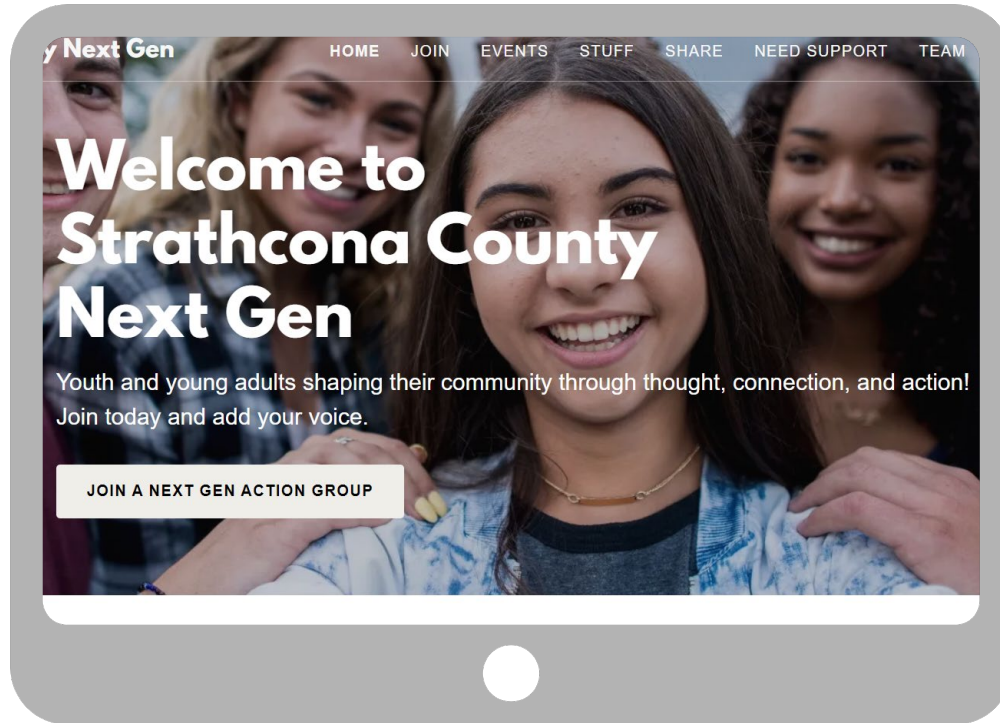 y Next Gen
HOME JOIN EVENTS STUFF SHARE NEED SUPPORT TEAM
Welcome to
Strathcona County
Next Gen
Youth and young adults shaping their community through thought, connection, and action!
Join today and add your voice.
JOIN A NEXT GEN ACTION GROUP